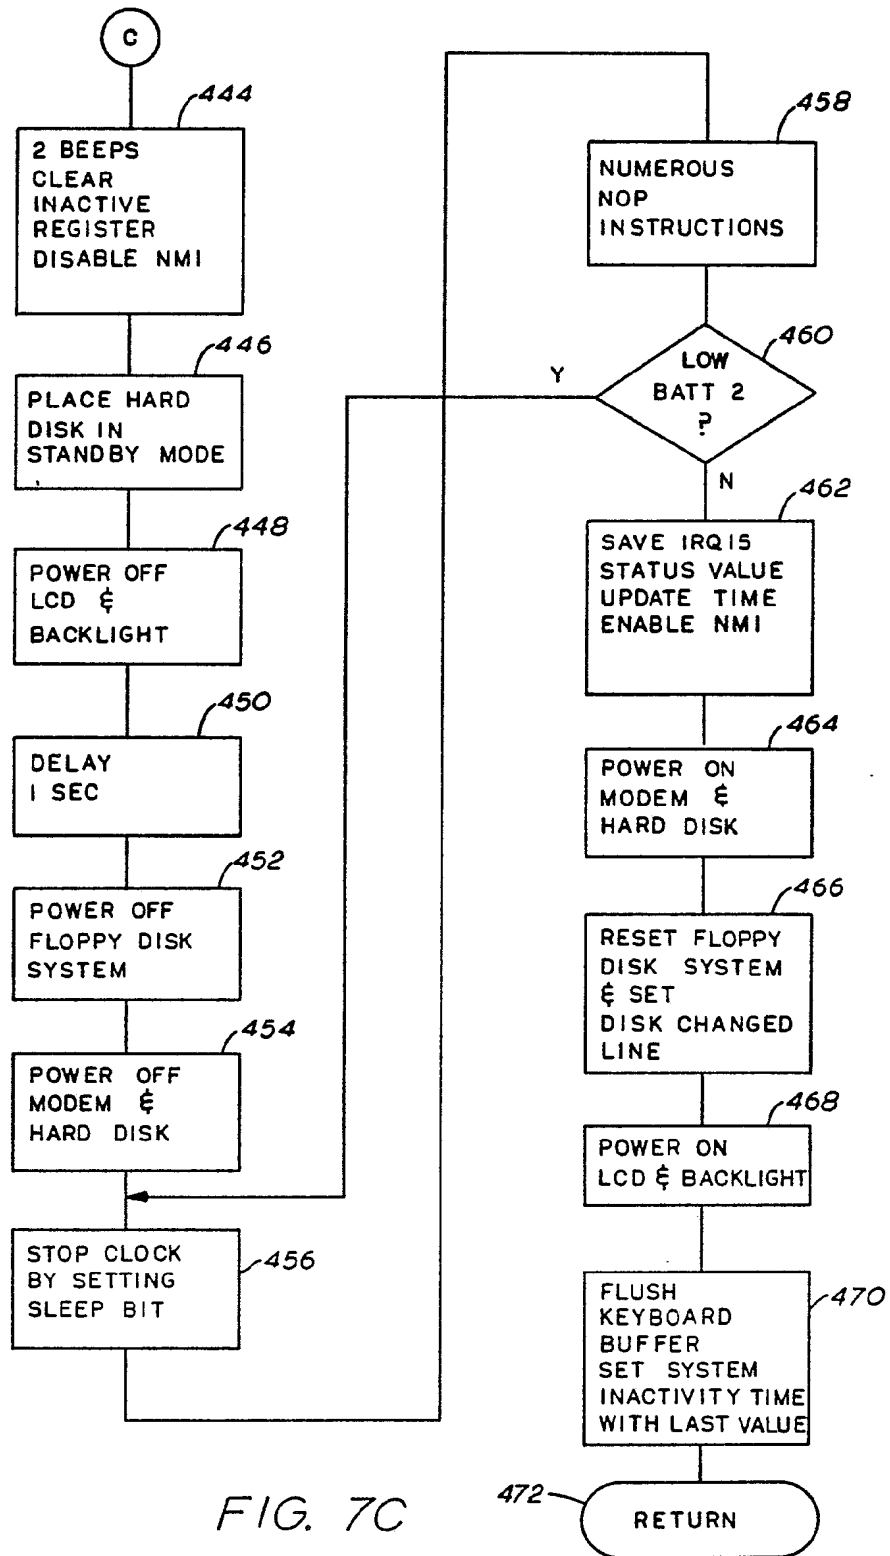 C
444
2 BEEPS
CLEAR
INACTIVE
REGISTER
DISABLE NMI
446
PLACE HARD
DISK IN
STANDBY MODE
448
POWER OFF
LCD &
BACKLIGHT
450
DELAY
1 SEC
452
POWER OFF
FLOPPY DISK
SYSTEM
454
POWER OFF
MODEM &
HARD DISK
STOP CLOCK
BY SETTING
SLEEP BIT
456
458
NUMEROUS
NOP
INSTRUCTIONS
460
LOW
BATT 2
?
Y
N
462
SAVE IRQ15
STATUS VALUE
UPDATE TIME
ENABLE NMI
464
POWER ON
MODEM &
HARD DISK
466
RESET FLOPPY
DISK SYSTEM
& SET
DISK CHANGED
LINE
468
POWER ON
LCD & BACKLIGHT
FLUSH
KEYBOARD
BUFFER
SET SYSTEM
INACTIVITY TIME
WITH LAST VALUE
470
472
RETURN
FIG. 7C